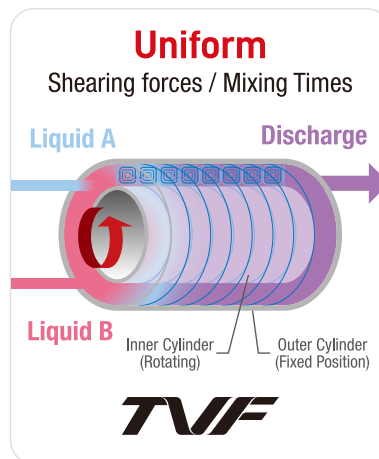 Uniform
Shearing forces / Mixing Times
Liquid A
Discharge
Liquid B
Inner Cylinder
(Rotating)
Outer Cylinder
(Fixed Position)
TVF